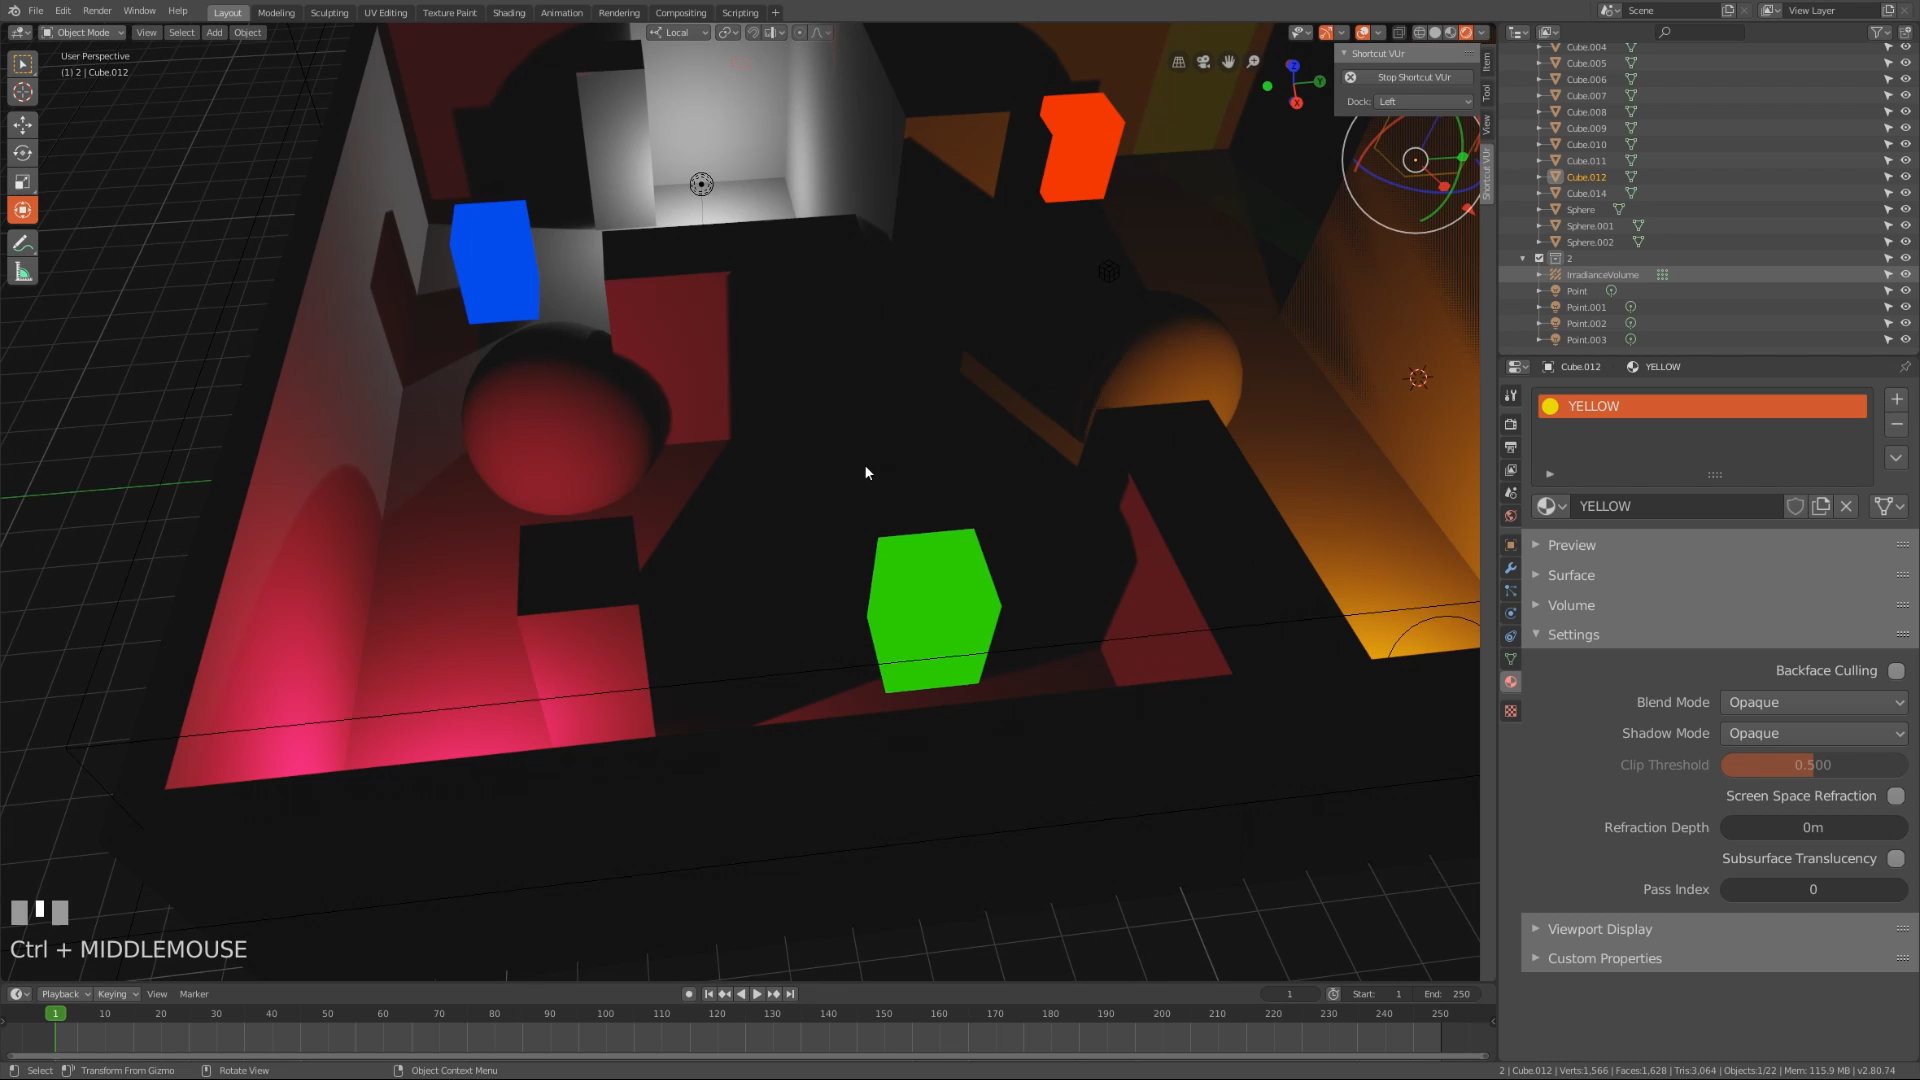 File Edit Render Window Help Layout Modeling Sculpting UV Editing Texture Paint Shading Animation Rendering Compositing Scripting + Scene View Layer
Object Mode View Select Add Object Local
User Perspective
(1) 2 | Cube.012
Shortcut VUr
Stop Shortcut VUr
Dock: Left
Item
Tool
View
Shortcut VUr
Z
Y
X
Cube.004
Cube.005
Cube.006
Cube.007
Cube.008
Cube.009
Cube.010
Cube.011
Cube.012
Cube.014
Sphere
Sphere.001
Sphere.002
2
IrradianceVolume
Point
Point.001
Point.002
Point.003
Cube.012 YELLOW
YELLOW
YELLOW
Preview
Surface
Volume
Settings
Backface Culling
Blend Mode Opaque
Shadow Mode Opaque
Clip Threshold 0.500
Screen Space Refraction
Refraction Depth 0m
Subsurface Translucency
Pass Index 0
Viewport Display
Custom Properties
Ctrl + MIDDLEMOUSE
Playback Keying View Marker 1 Start: 1 End: 250
1 10 20 30 40 50 60 70 80 90 100 110 120 130 140 150 160 170 180 190 200 210 220 230 240 250
Select Transform From Gizmo Rotate View Object Context Menu 2 | Cube.012 | Verts:1,566 | Faces:1,628 | Tris:3,064 | Objects:1/22 | Mem: 115.9 MB | v2.80.74